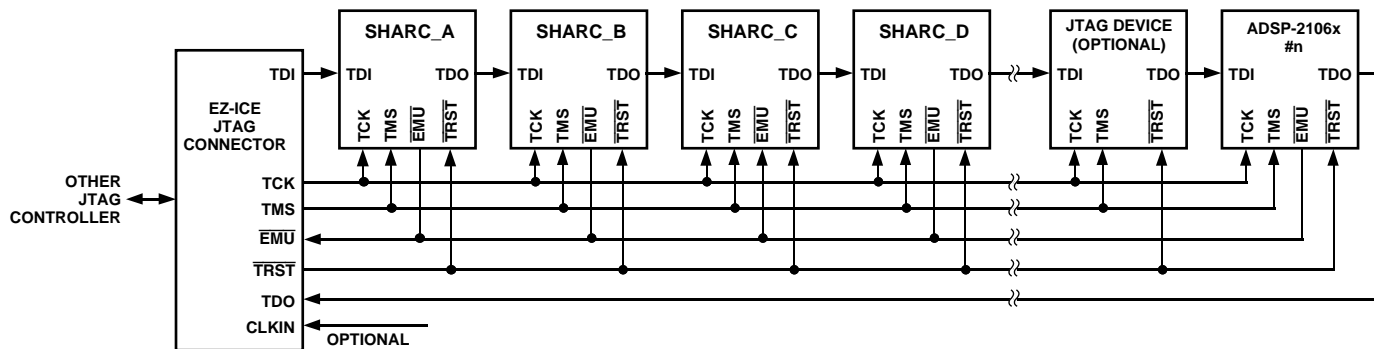 SHARC_A
SHARC_B
SHARC_C
SHARC_D
JTAG DEVICE
(OPTIONAL)
ADSP-2106x
#n
TDI
TDI TDO
TDI TDO
TDI TDO
TDI TDO
TDI TDO
TDI TDO
EZ-ICE
JTAG
CONNECTOR
TCK TMS EMU TRST
TCK TMS EMU TRST
TCK TMS EMU TRST
TCK TMS EMU TRST
TCK TMS TRST
TCK TMS EMU TRST
OTHER
JTAG
CONTROLLER
TCK
TMS
EMU
TRST
TDO
CLKIN
OPTIONAL